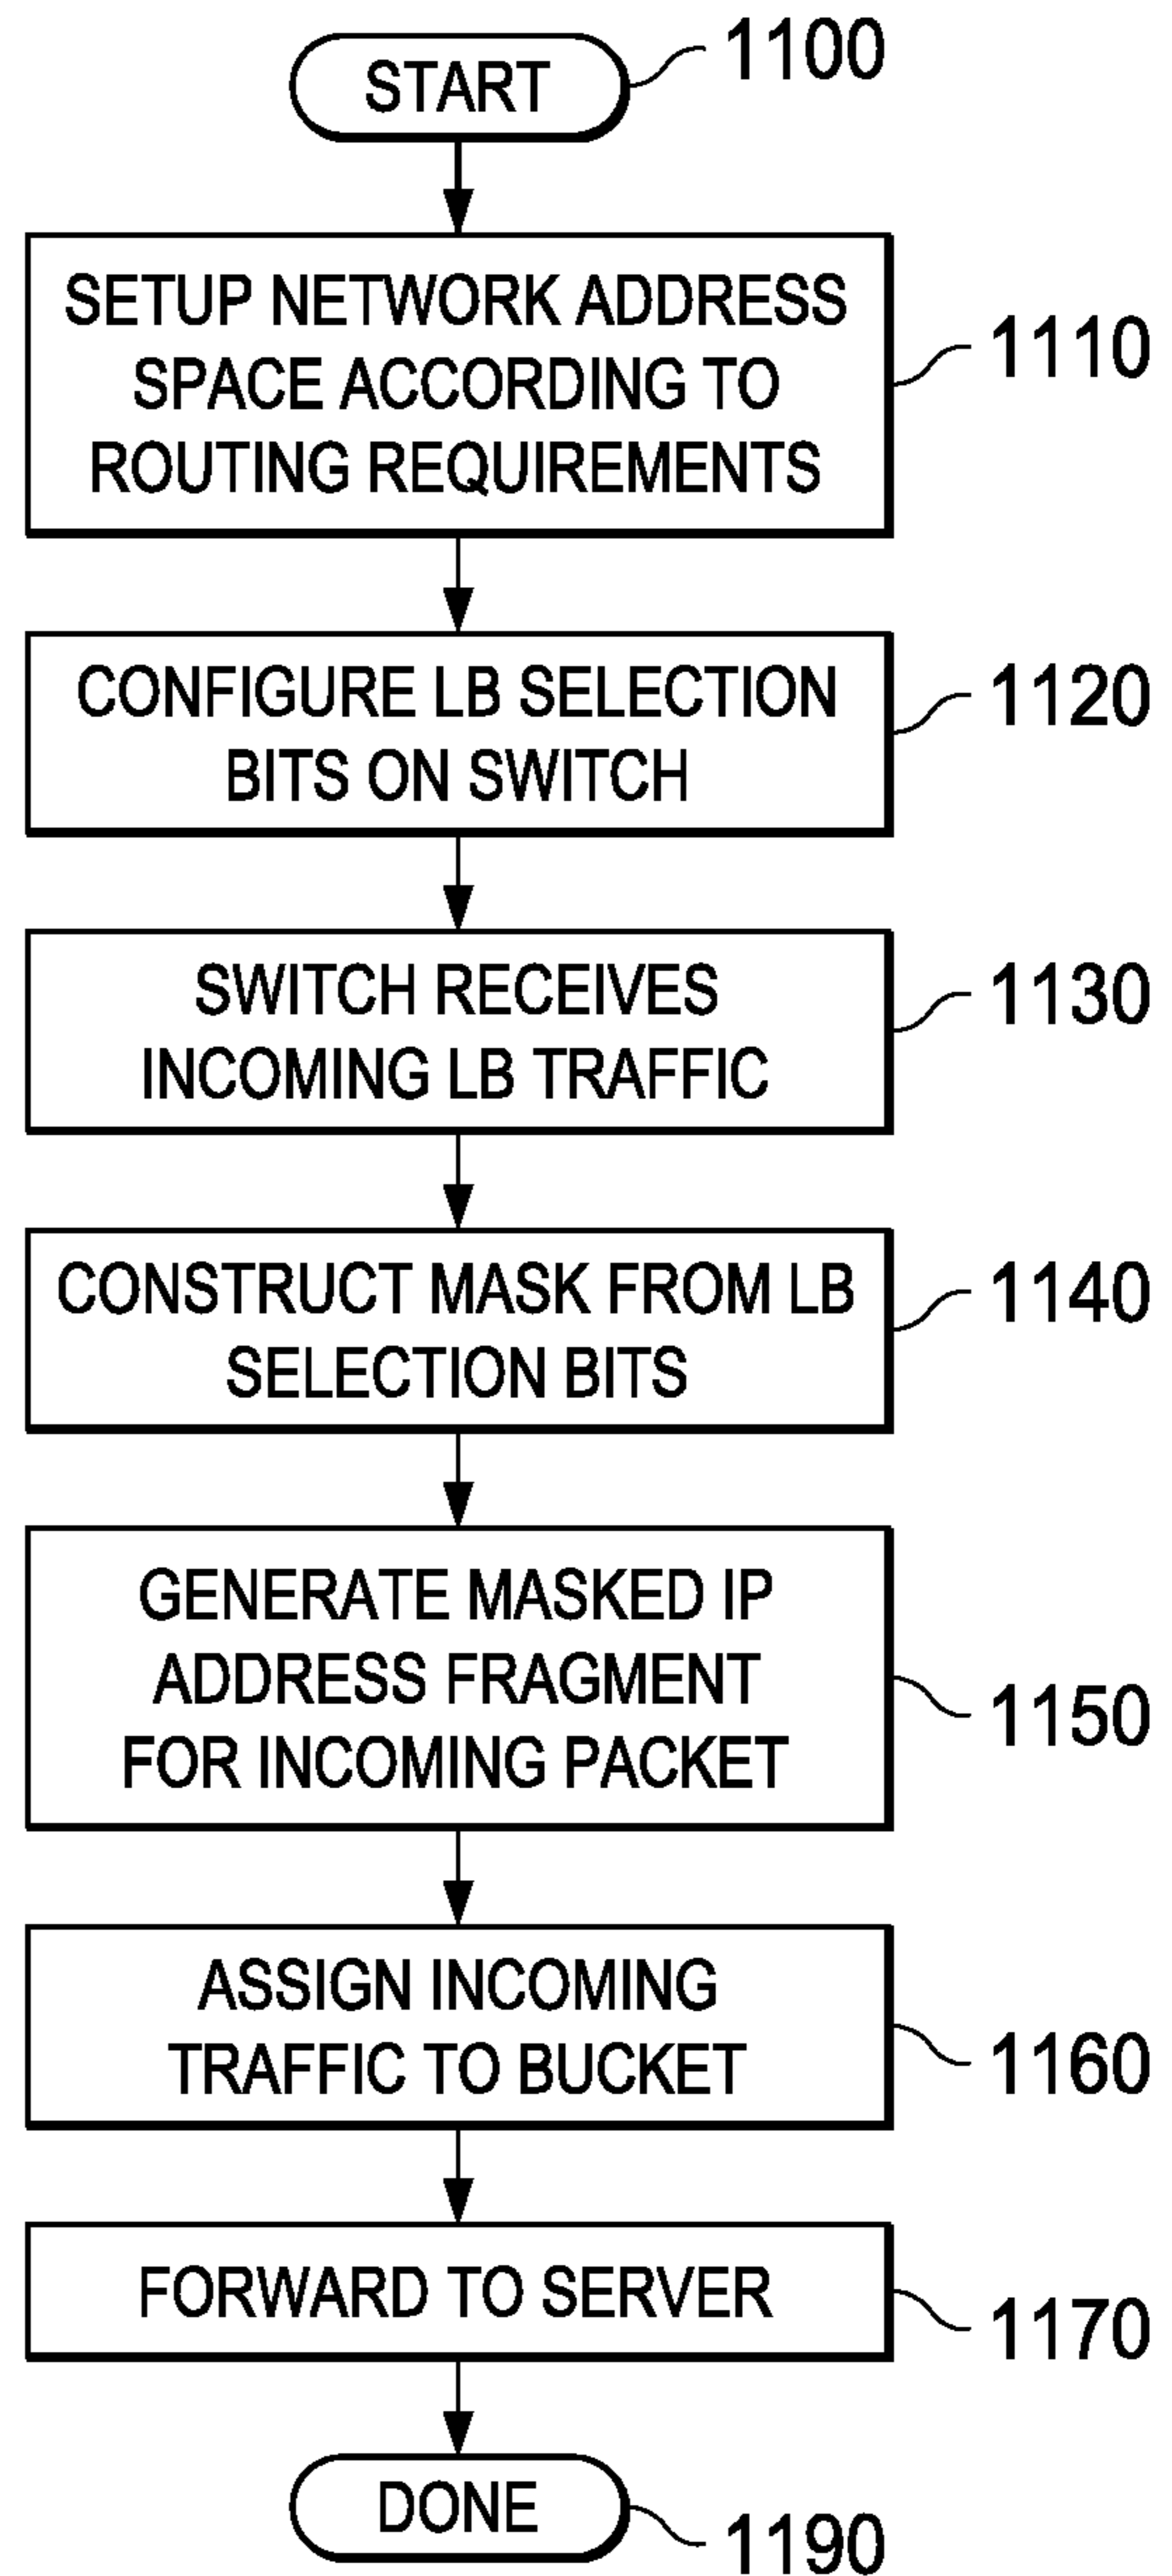 START
1100
SETUP NETWORK ADDRESS
SPACE ACCORDING TO
ROUTING REQUIREMENTS
1110
CONFIGURE LB SELECTION
BITS ON SWITCH
1120
SWITCH RECEIVES
INCOMING LB TRAFFIC
1130
CONSTRUCT MASK FROM LB
SELECTION BITS
1140
GENERATE MASKED IP
ADDRESS FRAGMENT
FOR INCOMING PACKET
1150
ASSIGN INCOMING
TRAFFIC TO BUCKET
1160
FORWARD TO SERVER
1170
DONE
1190